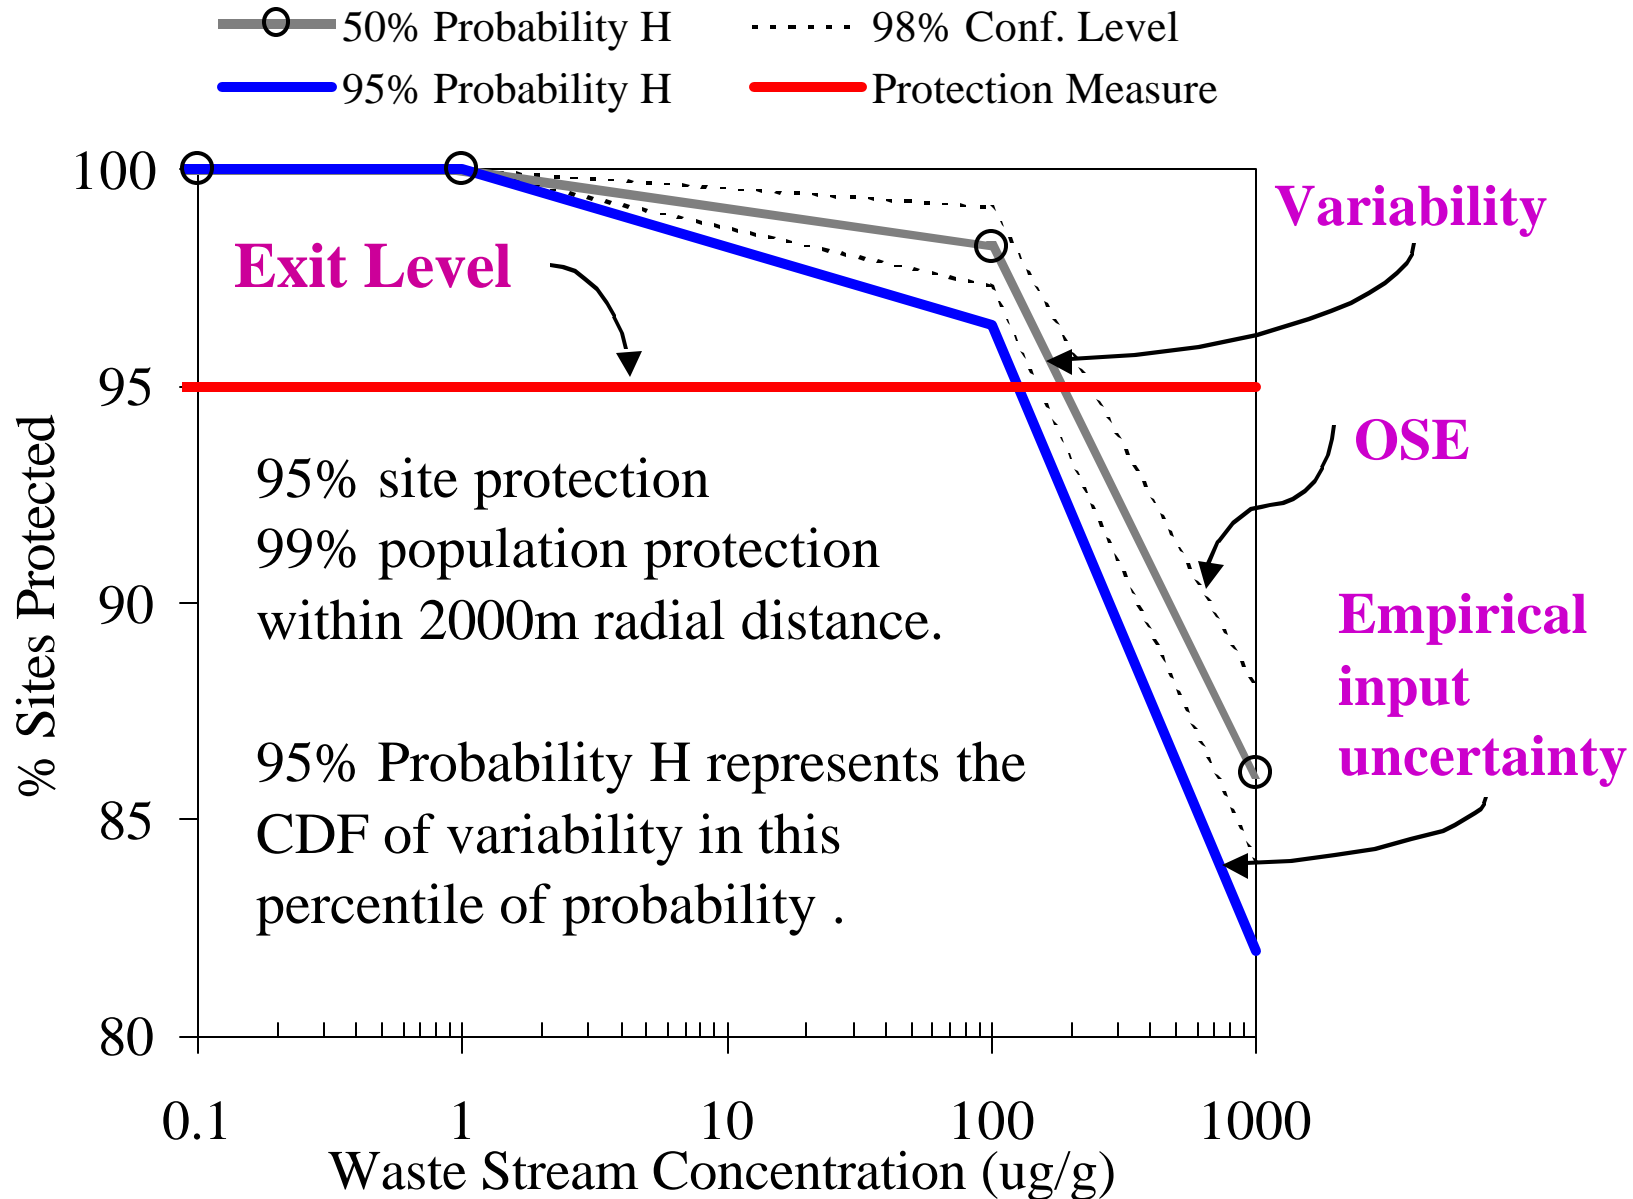 50% Probability H
98% Conf. Level
95% Probability H
Protection Measure
100
95
90
85
80
% Sites Protected
Exit Level
Variability
OSE
Empirical
input
uncertainty
95% site protection
99% population protection
within 2000m radial distance.
95% Probability H represents the
CDF of variability in this
percentile of probability .
0.1
1
10
100
1000
Waste Stream Concentration (ug/g)